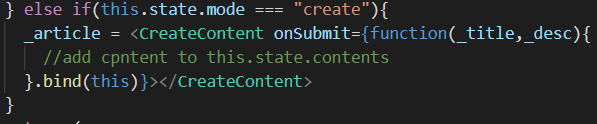 } else if(this.state.mode === "create"){
_article = <CreateContent onSubmit={function(_title,_desc){
//add cpntent to this.state.contents
}.bind(this)}></CreateContent>
}